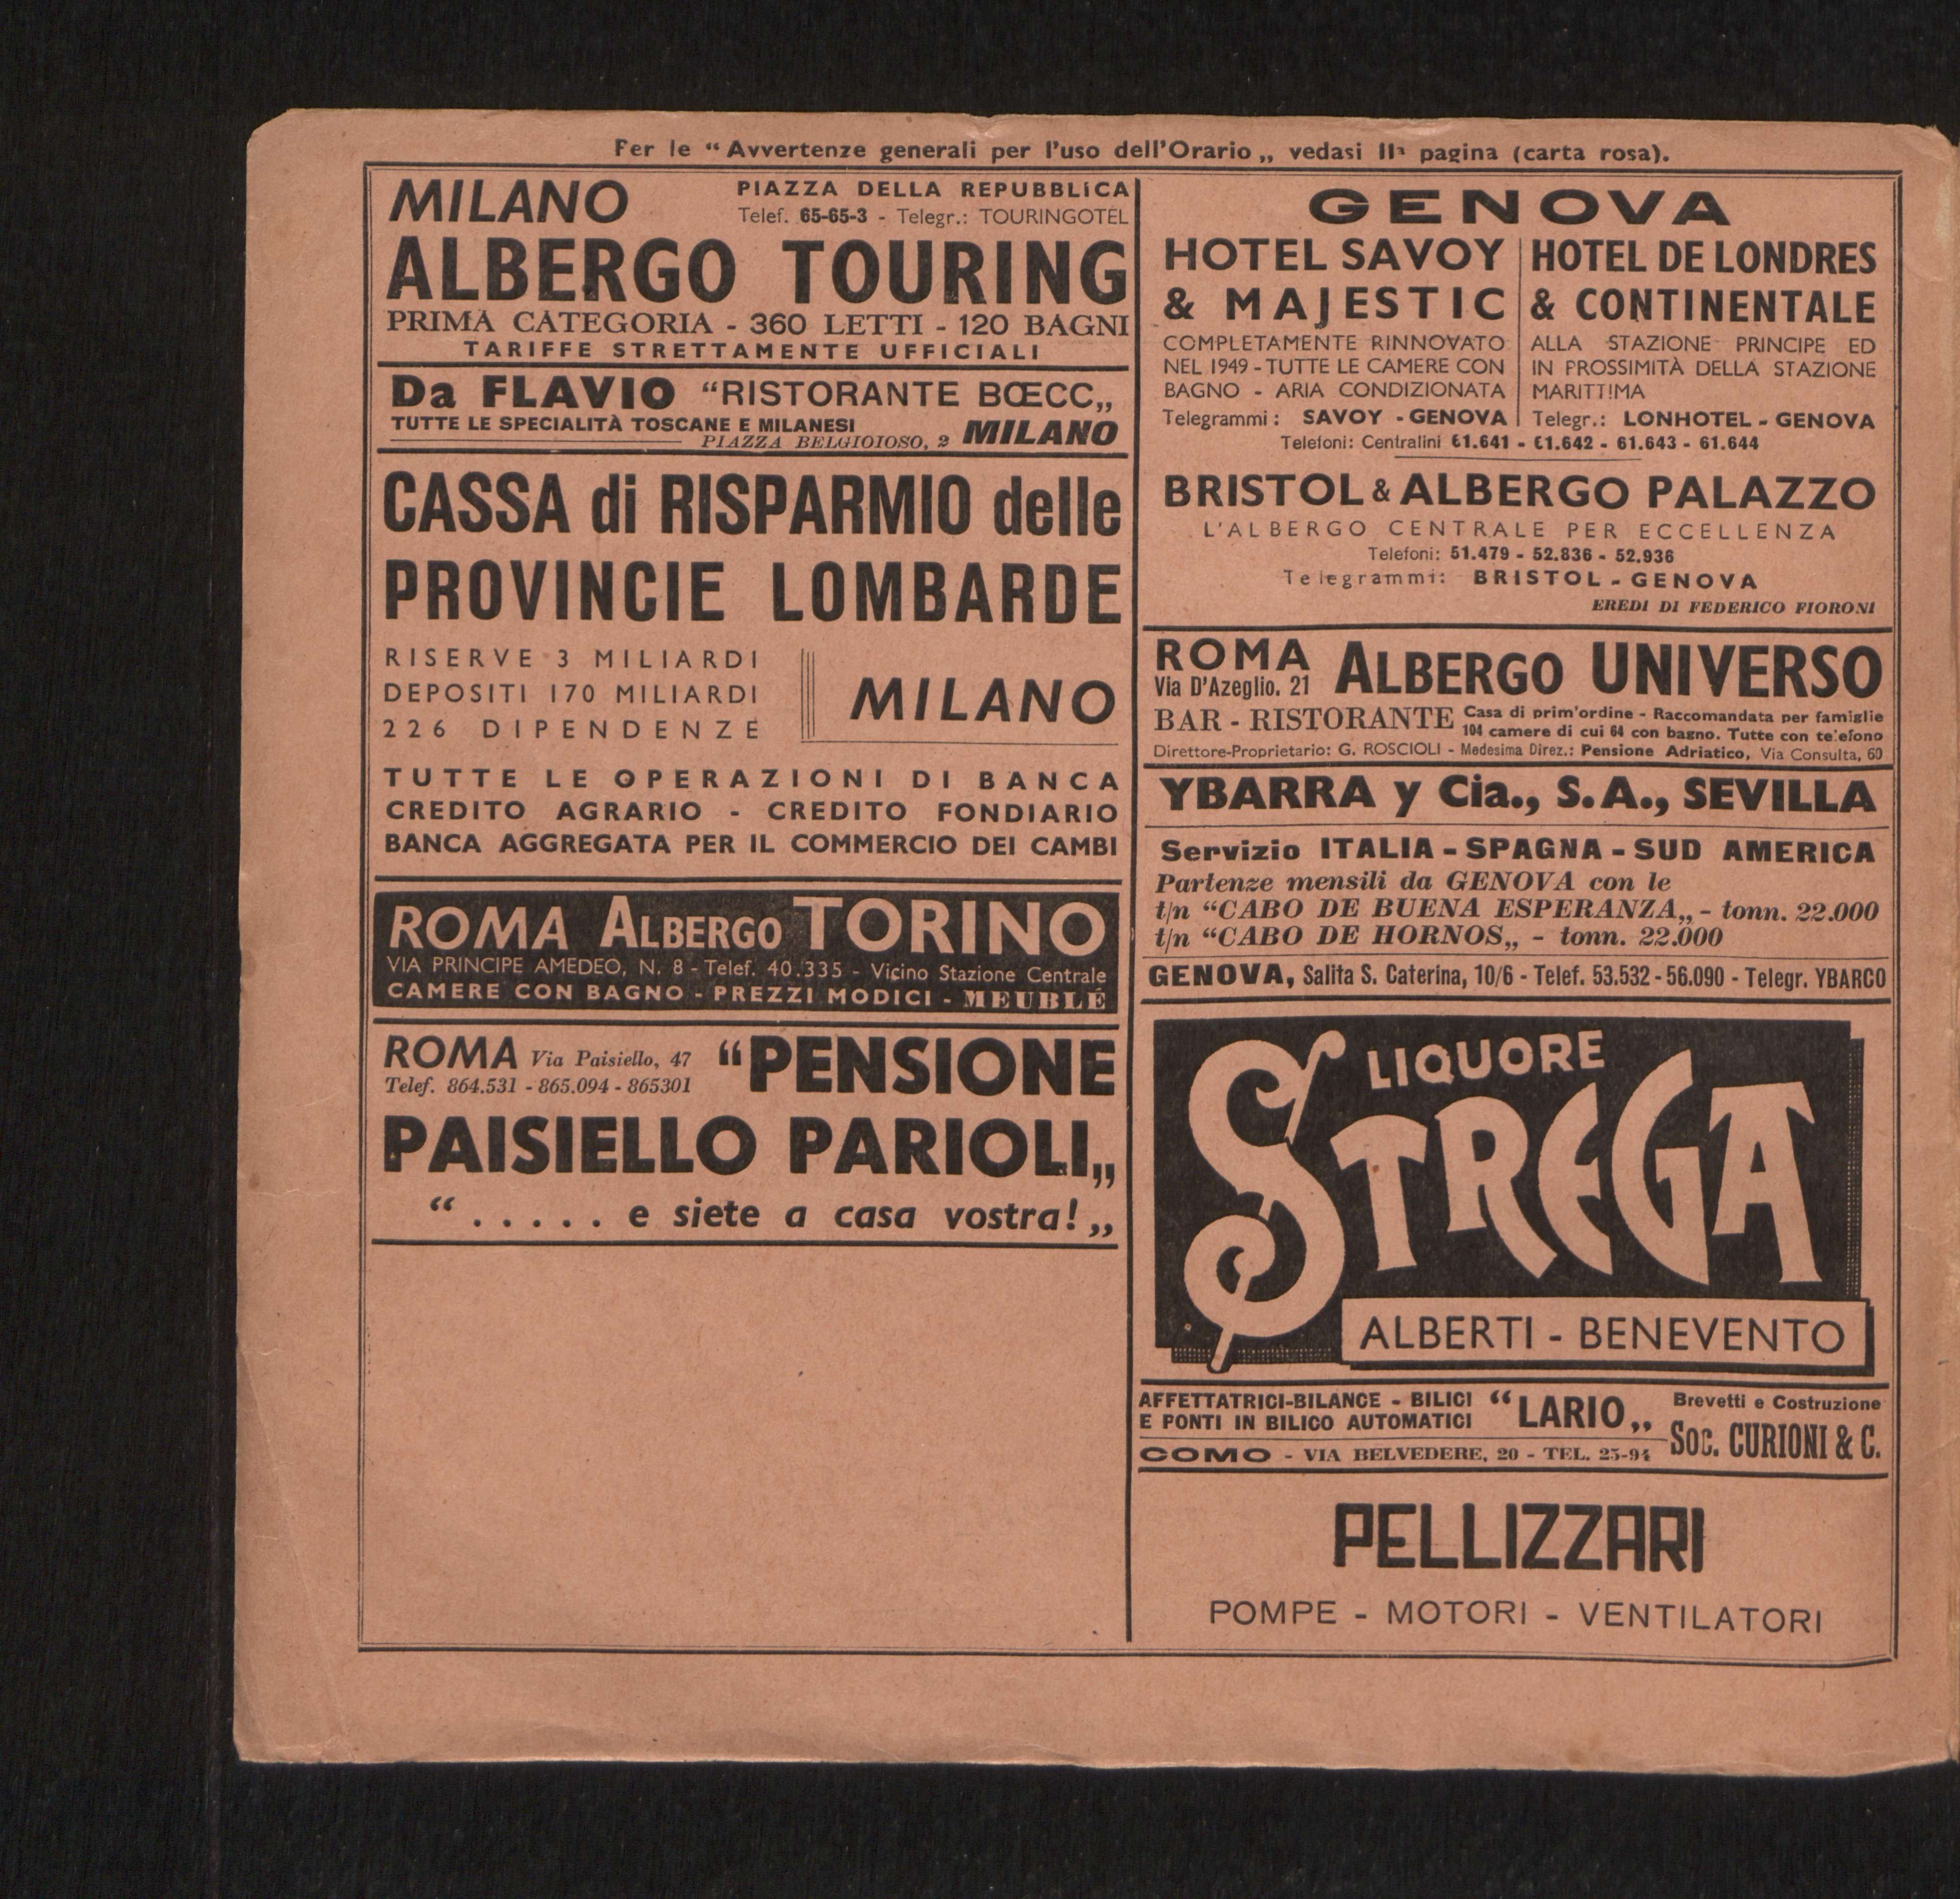 Per le “Avvertenze generali per l'uso dell'Orario„ vedasi IIa pagina (carta rosa).
MILANO
PIAZZA DELLA REPUBBLICA
Telef. 65-65-3 - Telegr.: TOURINGOTEL
ALBERGO TOURING
PRIMA CATEGORIA - 360 LETTI - 120 BAGNI
TARIFFE STRETTAMENTE UFFICIALI
Da FLAVIO “RISTORANTE BŒCC„
TUTTE LE SPECIALITÀ TOSCANE E MILANESI
PIAZZA BELGIOIOSO, 2 MILANO
CASSA di RISPARMIO delle
PROVINCIE LOMBARDE
RISERVE 3 MILIARDI
DEPOSITI 170 MILIARDI
226 DIPENDENZE
MILANO
TUTTE LE OPERAZIONI DI BANCA
CREDITO AGRARIO - CREDITO FONDIARIO
BANCA AGGREGATA PER IL COMMERCIO DEI CAMBI
ROMA ALBERGO TORINO
VIA PRINCIPE AMEDEO, N. 8 - Telef. 40.335 - Vicino Stazione Centrale
CAMERE CON BAGNO - PREZZI MODICI - MEUBLÉ
ROMA Via Paisiello, 47
Telef. 864.531 - 865.094 - 865301
“PENSIONE
PAISIELLO PARIOLI„
“..... e siete a casa vostra!„
GENOVA
HOTEL SAVOY
& MAJESTIC
COMPLETAMENTE RINNOVATO
NEL 1949 - TUTTE LE CAMERE CON
BAGNO - ARIA CONDIZIONATA
Telegrammi: SAVOY - GENOVA
HOTEL DE LONDRES
& CONTINENTALE
ALLA STAZIONE PRINCIPE ED
IN PROSSIMITÀ DELLA STAZIONE
MARITTIMA
Telegr.: LONHOTEL - GENOVA
Telefoni: Centralini 61.641 - 61.642 - 61.643 - 61.644
BRISTOL & ALBERGO PALAZZO
L'ALBERGO CENTRALE PER ECCELLENZA
Telefoni: 51.479 - 52.836 - 52.936
Telegrammi: BRISTOL - GENOVA
EREDI DI FEDERICO FIORONI
ROMA
Via D'Azeglio. 21
ALBERGO UNIVERSO
BAR - RISTORANTE
Casa di prim'ordine - Raccomandata per famiglie
104 camere di cui 64 con bagno. Tutte con telefono
Direttore-Proprietario: G. ROSCIOLI - Medesima Direz.: Pensione Adriatico, Via Consulta, 60
YBARRA y Cia., S.A., SEVILLA
Servizio ITALIA - SPAGNA - SUD AMERICA
Partenze mensili da GENOVA con le
t/n “CABO DE BUENA ESPERANZA„ - tonn. 22.000
t/n “CABO DE HORNOS„ - tonn. 22.000
GENOVA, Salita S. Caterina, 10/6 - Telef. 53.532 - 56.090 - Telegr. YBARCO
LIQUORE
STREGA
ALBERTI - BENEVENTO
AFFETTATRICI-BILANCE - BILICI
E PONTI IN BILICO AUTOMATICI
“LARIO„
Brevetti e Costruzione
Soc. CURIONI & C.
COMO - VIA BELVEDERE, 20 - TEL. 25-94
PELLIZZARI
POMPE - MOTORI - VENTILATORI